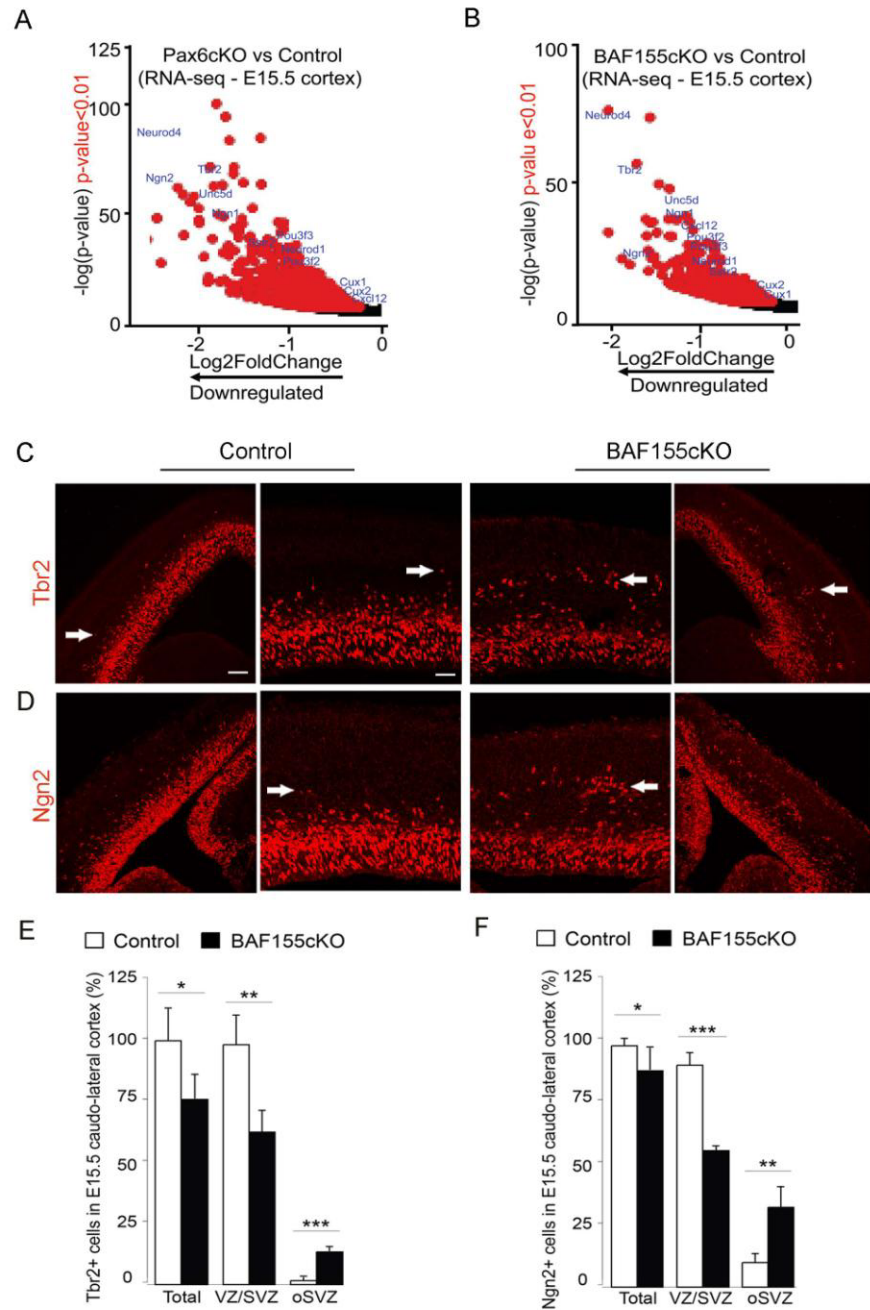 A
B
Pax6cKO vs Control
(RNA-seq - E15.5 cortex)
-log(p-value) p-value<0.01
125
100
50
0
Neurod4
Tbr2
Ngn2
Unc5d
Ngn1
Pou3f3
Neurod1
Pou3f2
Cux1
Cux2
Cxcl12
-2
-1
0
Log2FoldChange
Downregulated
BAF155cKO vs Control
(RNA-seq - E15.5 cortex)
-log(p-value) p-valu e<0.01
100
50
0
Neurod4
Tbr2
Unc5d
Ngn1
Cxcl12
Pou3f2
Ngn2
Neurod1
Cux2
Cux1
-2
-1
0
Log2FoldChange
Downregulated
C
Control
BAF155cKO
Tbr2
D
Ngn2
E
Control
BAF155cKO
Tbr2+ cells in E15.5 caudo-lateral cortex (%)
125
100
75
50
25
0
*
**
***
Total
VZ/SVZ
oSVZ
F
Control
BAF155cKO
Ngn2+ cells in E15.5 caudo-lateral cortex (%)
125
100
75
50
25
0
*
***
**
Total
VZ/SVZ
oSVZ